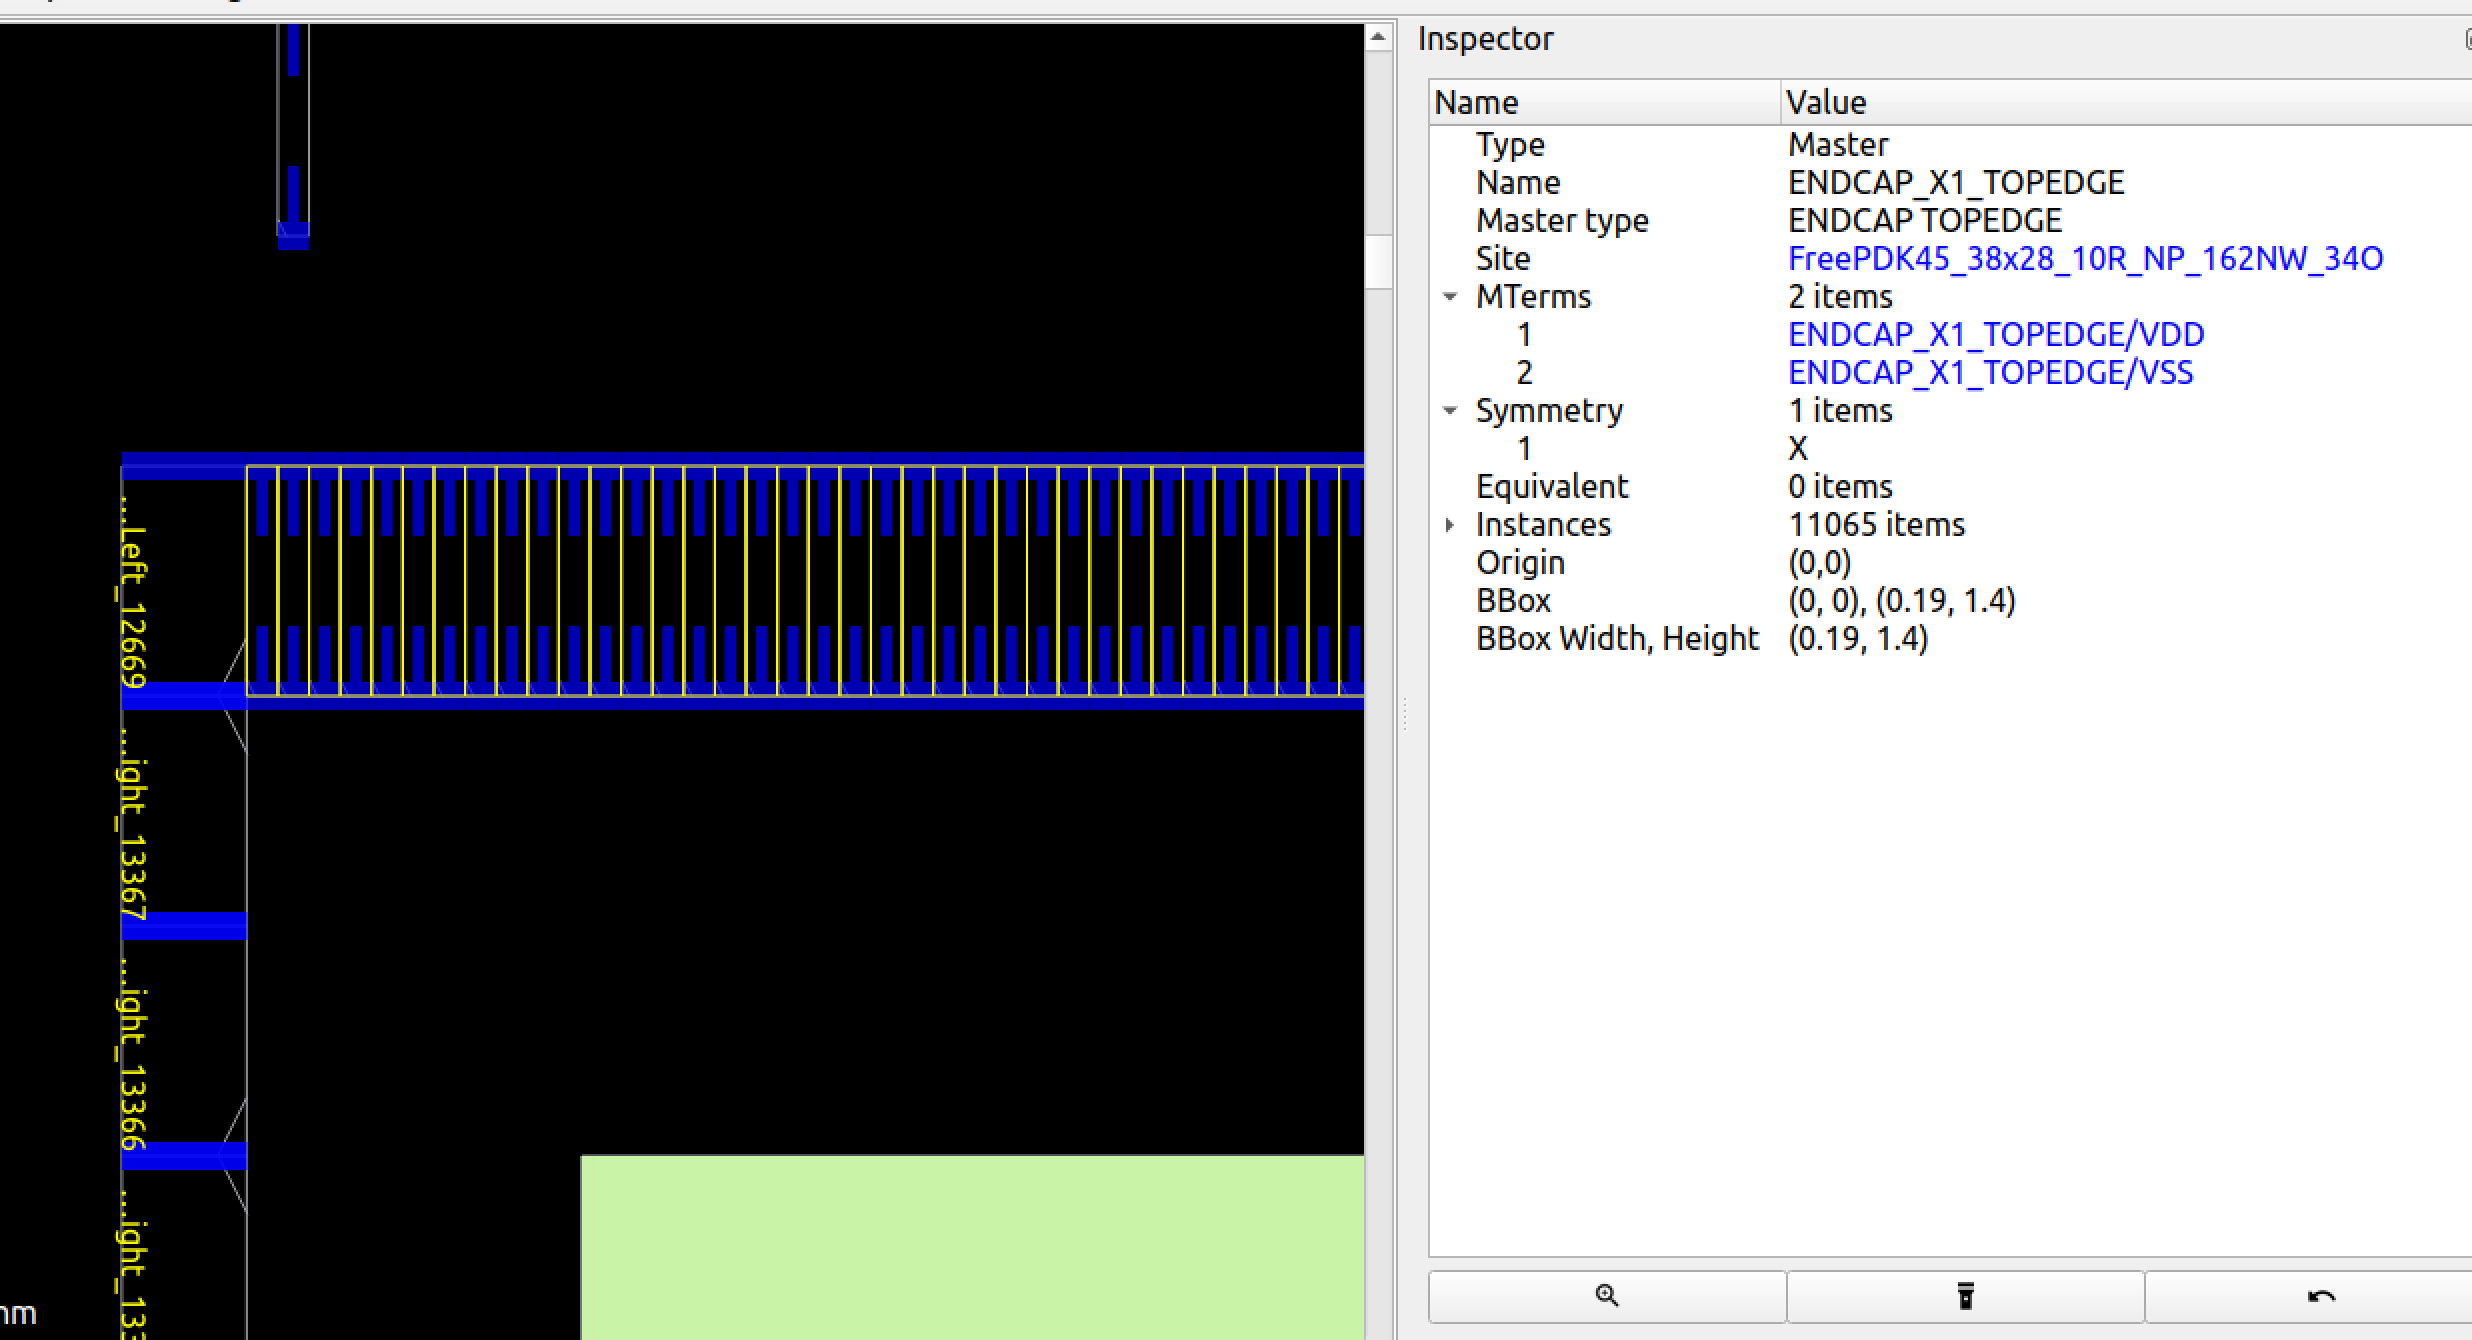 Inspector
Name Value
Type Master
Name ENDCAP_X1_TOPEDGE
Master type ENDCAP TOPEDGE
Site FreePDK45_38x28_10R_NP_162NW_34O
MTerms 2 items
1 ENDCAP_X1_TOPEDGE/VDD
2 ENDCAP_X1_TOPEDGE/VSS
Symmetry 1 items
1 X
Equivalent 0 items
Instances 11065 items
Origin (0,0)
BBox (0, 0), (0.19, 1.4)
BBox Width, Height (0.19, 1.4)
...Left_12669
...ight_13367
...ight_13366
...ight_133